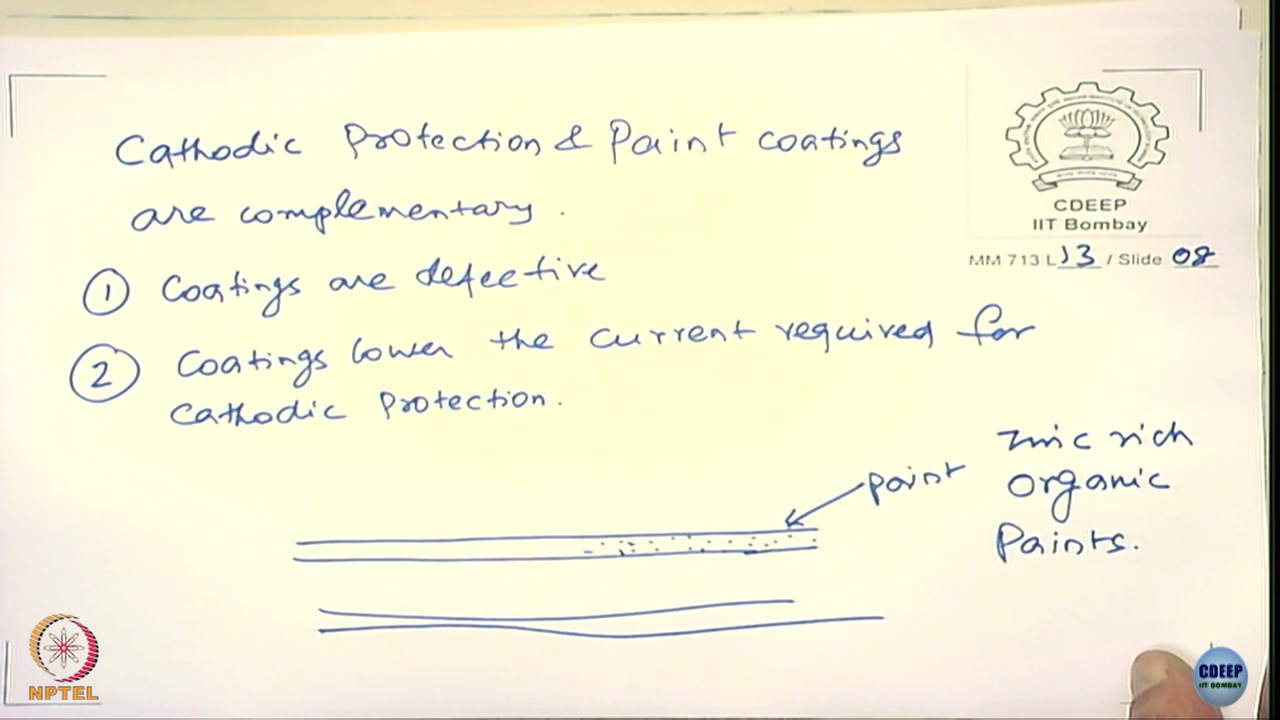 Cathodic Protection & Paint coatings
are complementary.
① Coatings are defective
② Coatings lower the current required for
Cathodic Protection.
CDEEP
IIT Bombay
MM 713 L 13 / Slide 08
paint
zinc rich
organic
Paints.
NPTEL
CDEEP
IIT BOMBAY